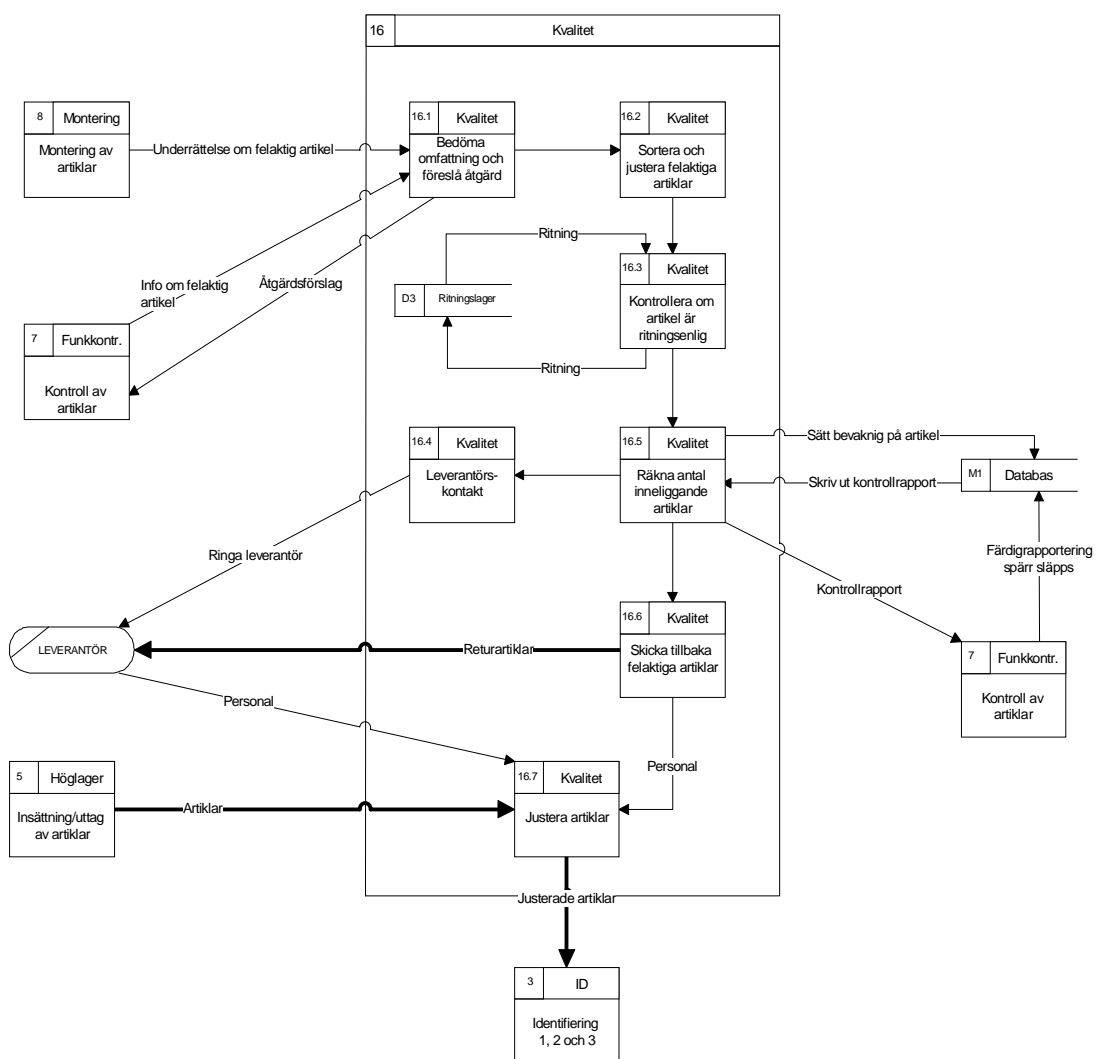 16 Kvalitet
8 Montering
Montering av
artiklar
Underrättelse om felaktig artikel
16.1 Kvalitet
Bedöma
omfattning och
föreslå åtgärd
16.2 Kvalitet
Sortera och
justera felaktiga
artiklar
Ritning
16.3 Kvalitet
Kontrollera om
artikel är
ritningsenlig
D3 Ritningslager
Ritning
Info om felaktig
artikel
Åtgärdsförslag
7 Funkkontr.
Kontroll av
artiklar
16.4 Kvalitet
Leverantörs-
kontakt
16.5 Kvalitet
Räkna antal
inneliggande
artiklar
Sätt bevaknig på artikel
M1 Databas
Skriv ut kontrollrapport
Färdigrapportering
spärr släpps
Ringa leverantör
Kontrollrapport
LEVERANTÖR
Returartiklar
16.6 Kvalitet
Skicka tillbaka
felaktiga artiklar
7 Funkkontr.
Kontroll av
artiklar
Personal
Personal
5 Höglager
Insättning/uttag
av artiklar
Artiklar
16.7 Kvalitet
Justera artiklar
Justerade artiklar
3 ID
Identifiering
1, 2 och 3